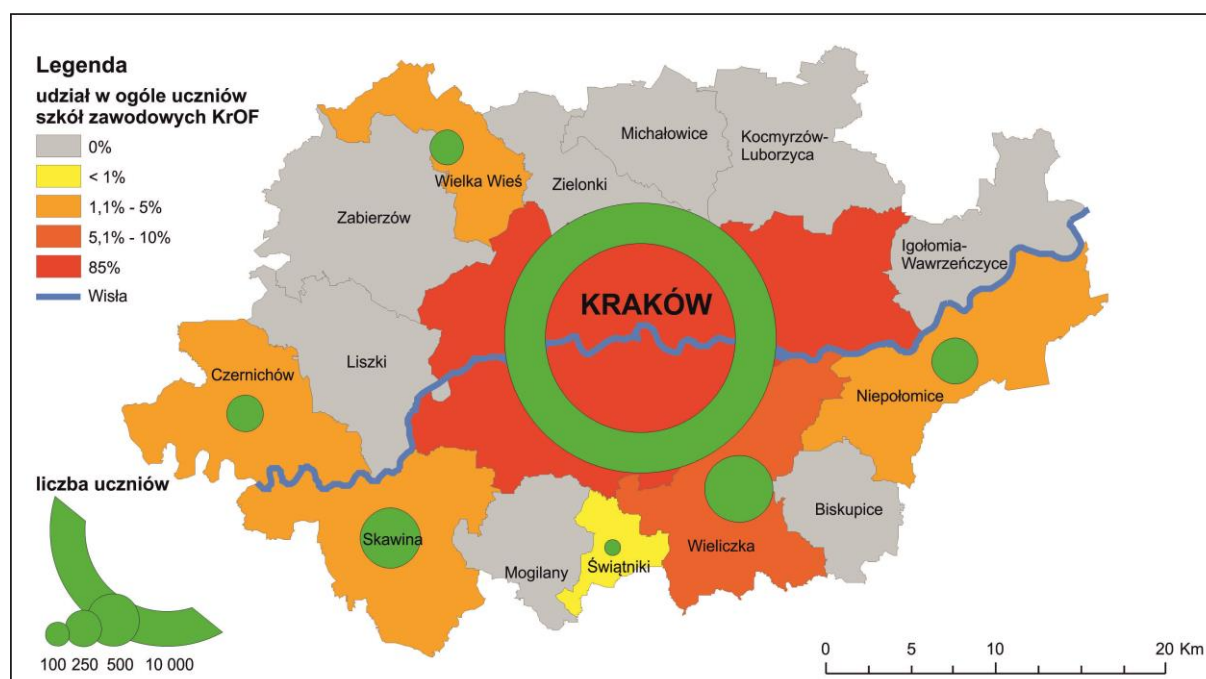 Legenda
udział w ogóle uczniów
szkół zawodowych KrOF
0%
< 1%
1,1% - 5%
5,1% - 10%
85%
Wisła
Michałowice
Kocmyrzów-
Luborzyca
Wielka Wieś
Zielonki
Zabierzów
Igołomia-
Wawrzeńczyce
KRAKÓW
Liszki
Czernichów
Niepołomice
liczba uczniów
Biskupice
Skawina
Wieliczka
Mogilany
Świątniki
100 250 500 10 000
0 5 10 20 Km